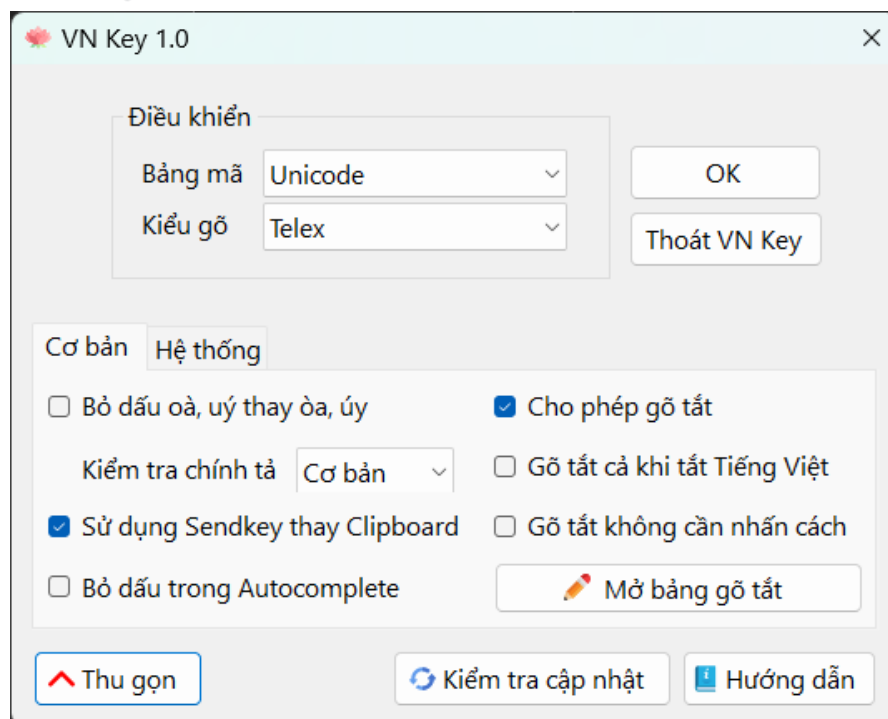 VN Key 1.0
Điều khiển
Bảng mã Unicode
OK
Kiểu gõ Telex
Thoát VN Key
Cơ bản Hệ thống
Bỏ dấu oà, uý thay òa, úy
Cho phép gõ tắt
Kiểm tra chính tả Cơ bản
Gõ tắt cả khi tắt Tiếng Việt
Sử dụng Sendkey thay Clipboard
Gõ tắt không cần nhấn cách
Bỏ dấu trong Autocomplete
Mở bảng gõ tắt
Thu gọn
Kiểm tra cập nhật
Hướng dẫn